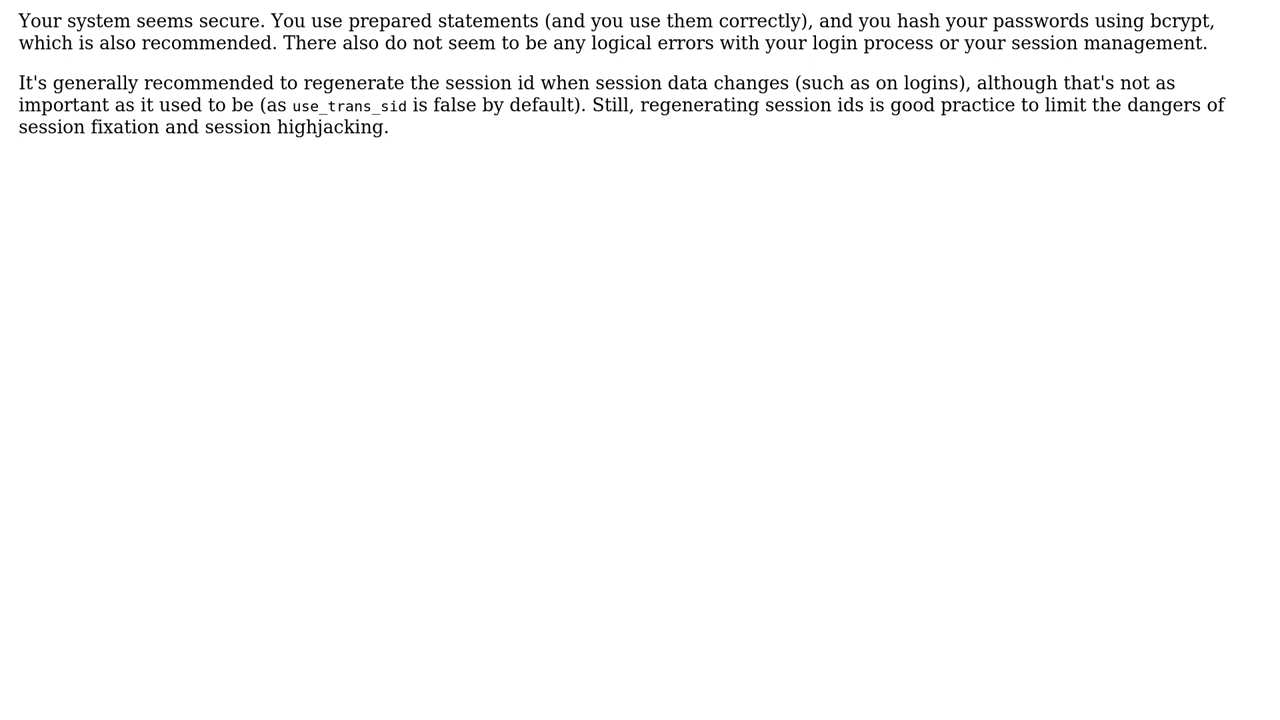 Your system seems secure. You use prepared statements (and you use them correctly), and you hash your passwords using bcrypt,
which is also recommended. There also do not seem to be any logical errors with your login process or your session management.
It's generally recommended to regenerate the session id when session data changes (such as on logins), although that's not as
important as it used to be (as use_trans_sid is false by default). Still, regenerating session ids is good practice to limit the dangers of
session fixation and session highjacking.